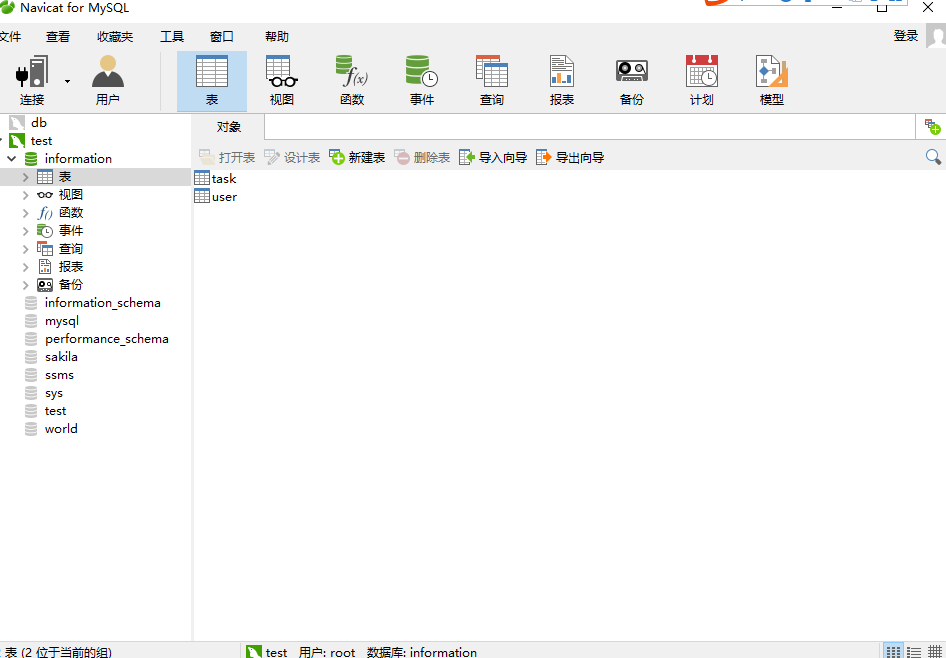 Navicat for MySQL
文件 查看 收藏夹 工具 窗口 帮助 登录
连接 用户 表 视图 函数 事件 查询 报表 备份 计划 模型
db
test
information
表
视图
函数
事件
查询
报表
备份
information_schema
mysql
performance_schema
sakila
ssms
sys
test
world
对象
打开表 设计表 新建表 删除表 导入向导 导出向导
task
user
表 (2 位于当前的组) test 用户: root 数据库: information